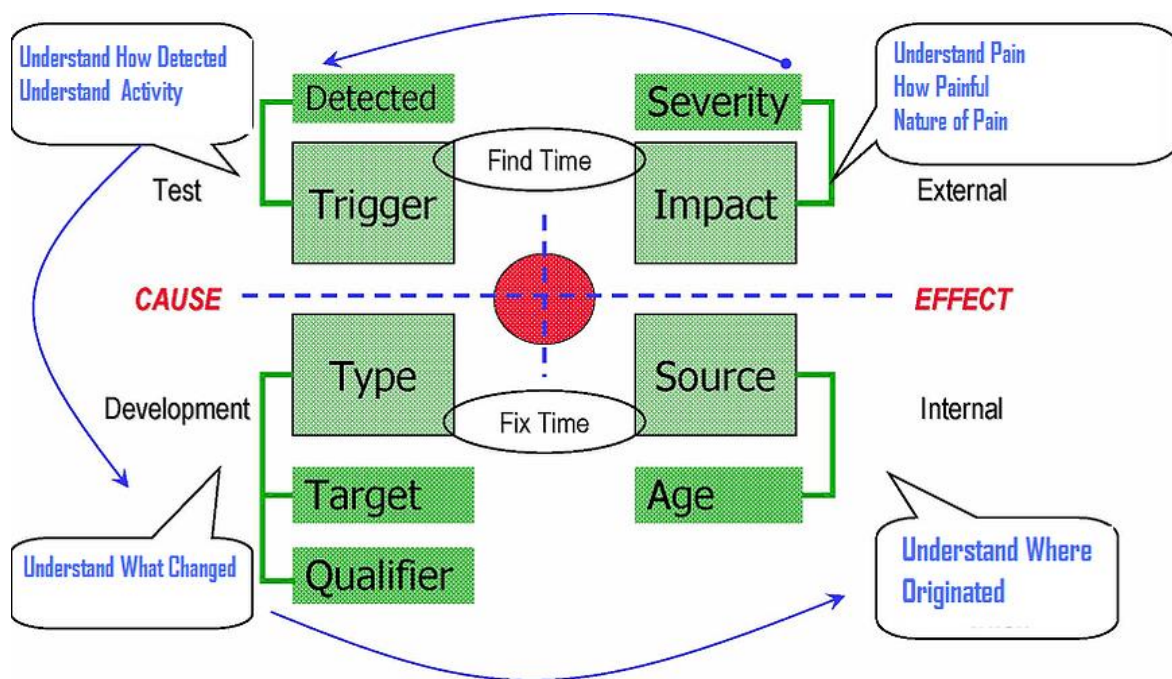 Understand How Detected
Understand Activity
Detected
Severity
Understand Pain
How Painful
Nature of Pain
Find Time
Test
Trigger
Impact
External
CAUSE
EFFECT
Type
Source
Development
Fix Time
Internal
Target
Age
Understand What Changed
Qualifier
Understand Where
Originated